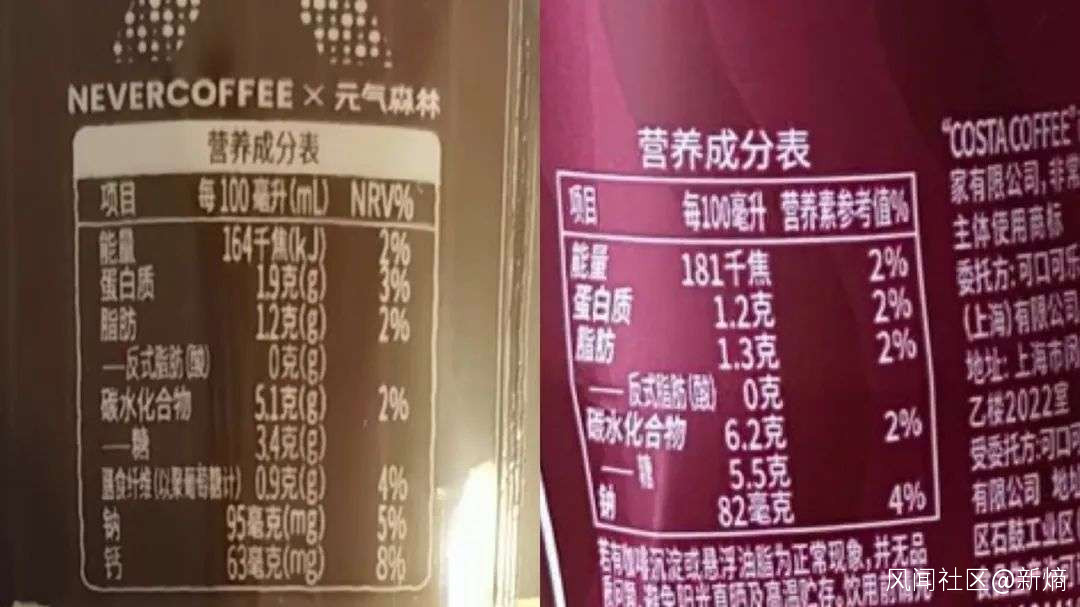 NEVERCOFFEE × 元气森林
营养成分表
项目 每100毫升(mL) NRV%
能量 164千焦(kJ) 2%
蛋白质 1.9克(g) 3%
脂肪 1.2克(g) 2%
—反式脂肪(酸) 0克(g)
碳水化合物 5.1克(g) 2%
—糖 3.4克(g)
膳食纤维(以聚葡萄糖计) 0.9克(g) 4%
钠 95毫克(mg) 5%
钙 63毫克(mg) 8%
营养成分表
项目 每100毫升 营养素参考值%
能量 181千焦 2%
蛋白质 1.2克 2%
脂肪 1.3克 2%
—反式脂肪(酸) 0克
碳水化合物 6.2克 2%
—糖 5.5克
钠 82毫克 4%
若有咖啡沉淀或悬浮油脂为正常现象,并无品
"COSTA COFFEE"
家有限公司,非常
主体使用商标
委托方:可口可乐
(上海)有限公司
地址:上海市闵
乙楼2022室
受委托方:可口可
有限公司 地址
区石鼓工业区(
风闻社区@新熵